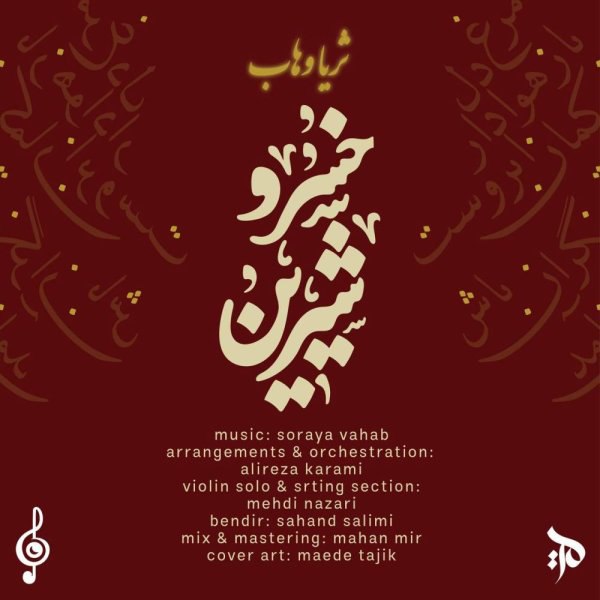 ثریا وهاب
خسرو
شیرین
music: soraya vahab
arrangements & orchestration:
alireza karami
violin solo & srting section:
mehdi nazari
bendir: sahand salimi
mix & mastering: mahan mir
cover art: maede tajik